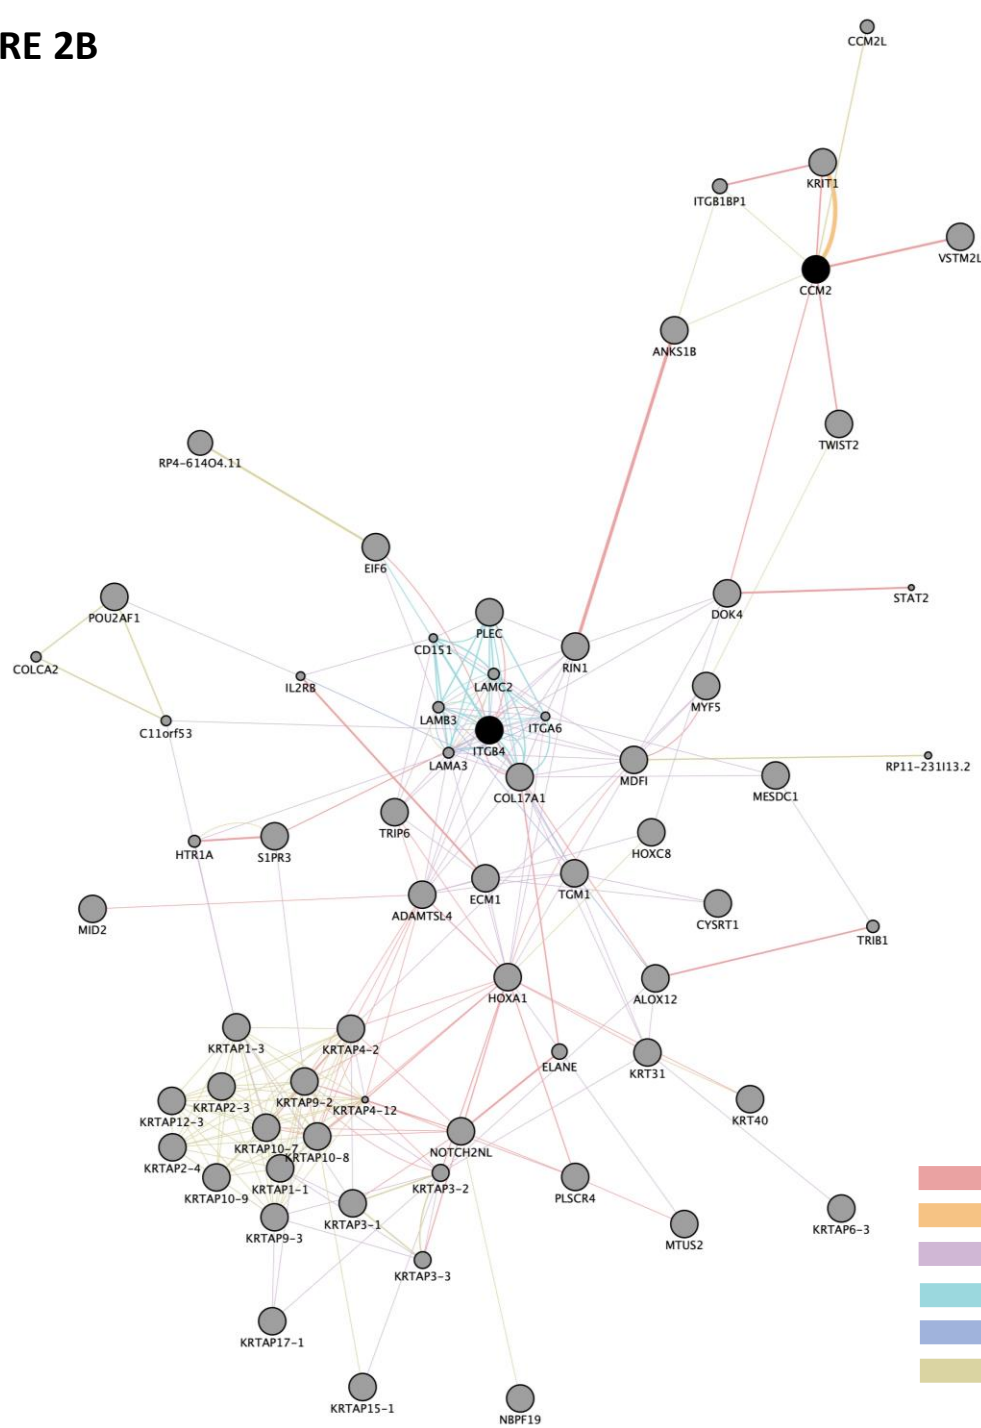 RE 2B
CCM2L
KRIT1
ITGB1BP1
VSTM2L
CCM2
ANKS1B
TWIST2
RP4-614O4.11
EIF6
STAT2
DOK4
POU2AF1
PLEC
CD151
RIN1
COLCA2
IL2RB
LAMC2
MYF5
C11orf53
LAMB3
ITGA6
ITGB4
LAMA3
RP11-231I13.2
MDFI
COL17A1
MESDC1
TRIP6
HTR1A
S1PR3
HOXC8
ECM1
TGM1
ADAMTSL4
CYSRT1
MID2
TRIB1
HOXA1
ALOX12
KRTAP1-3
KRTAP4-2
ELANE
KRT31
KRTAP2-3
KRTAP9-2
KRTAP4-12
KRTAP12-3
KRT40
KRTAP10-7
KRTAP10-8
NOTCH2NL
KRTAP2-4
KRTAP1-1
KRTAP3-2
KRTAP10-9
PLSCR4
KRTAP3-1
KRTAP6-3
KRTAP9-3
MTUS2
KRTAP3-3
KRTAP17-1
KRTAP15-1
NBPF19